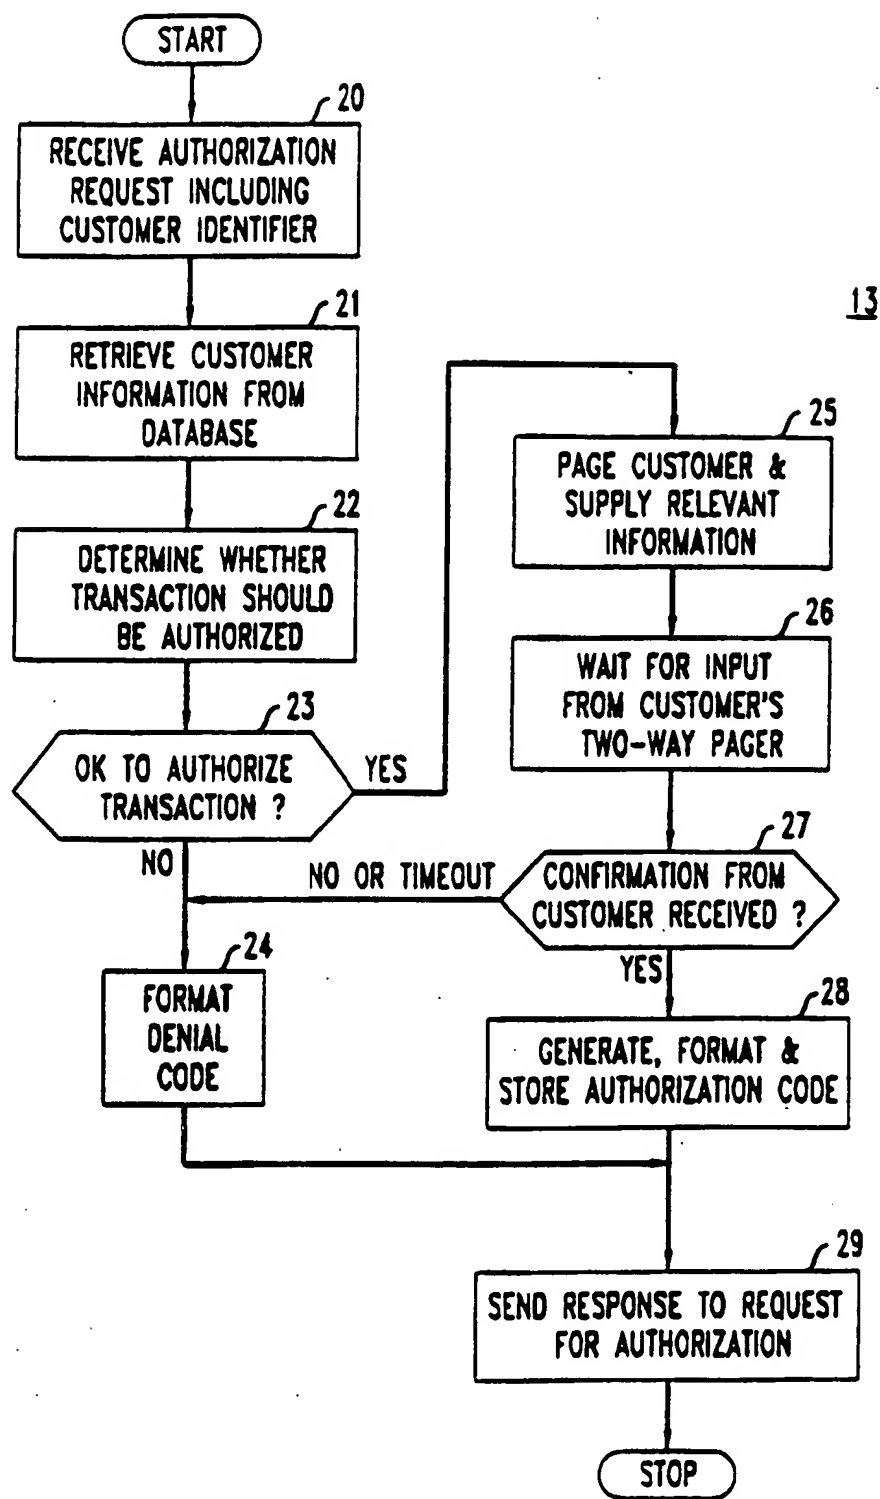 START
20
RECEIVE AUTHORIZATION
REQUEST INCLUDING
CUSTOMER IDENTIFIER
21
RETRIEVE CUSTOMER
INFORMATION FROM
DATABASE
22
DETERMINE WHETHER
TRANSACTION SHOULD
BE AUTHORIZED
23
OK TO AUTHORIZE
TRANSACTION ?
YES
NO
24
FORMAT
DENIAL
CODE
13
25
PAGE CUSTOMER &
SUPPLY RELEVANT
INFORMATION
26
WAIT FOR INPUT
FROM CUSTOMER'S
TWO-WAY PAGER
27
CONFIRMATION FROM
CUSTOMER RECEIVED ?
NO OR TIMEOUT
YES
28
GENERATE, FORMAT &
STORE AUTHORIZATION CODE
29
SEND RESPONSE TO REQUEST
FOR AUTHORIZATION
STOP